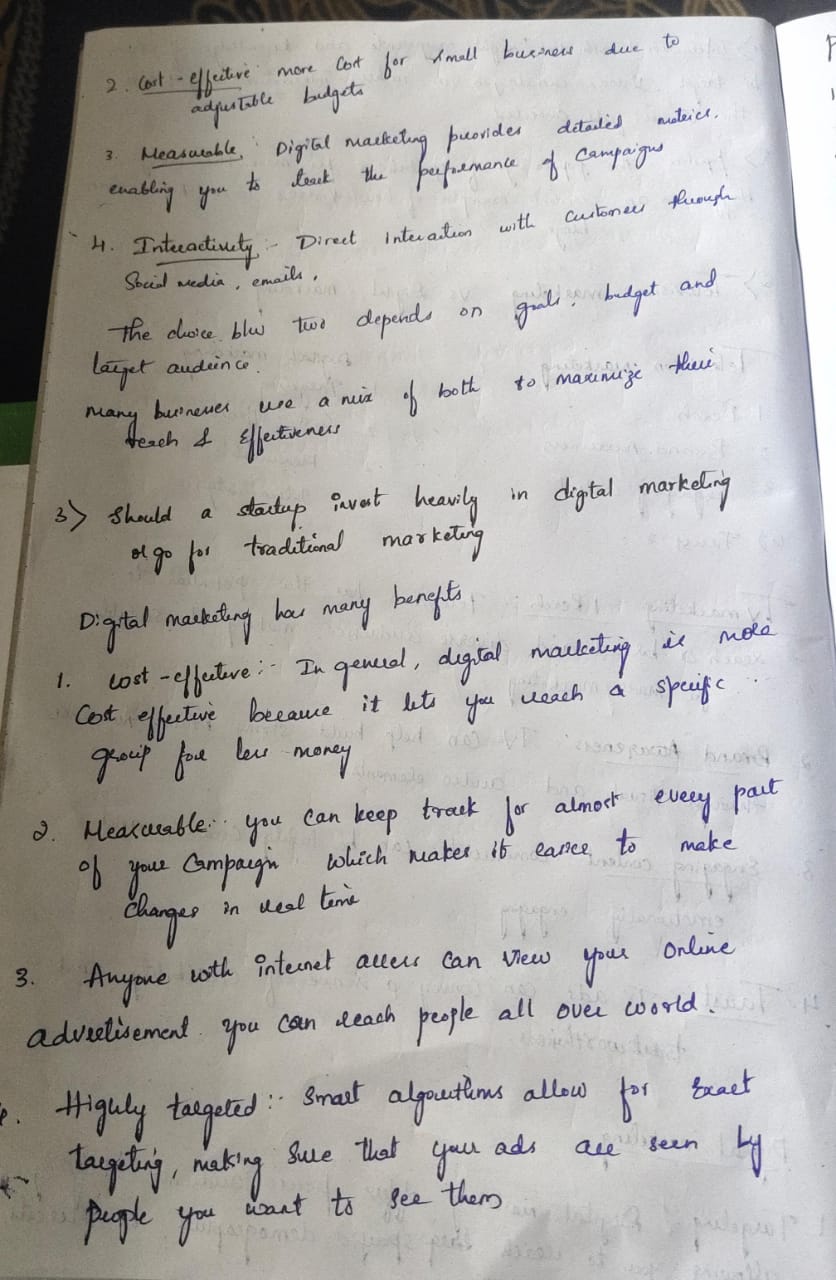 2. Cost-effective more Cost for small business due to
adjustable budgets
3. Measurable, Digital marketing provides detailed metrics.
enabling you to track the performance of Campaigns
4. Interactivity :- Direct interaction with Customers through
Social media, emails.
The choice b/w two depends on goals, budget and
target audience.
Many businesses use a mix of both to maximize their
reach & Effectiveness
3) Should a startup invest heavily in digital marketing
or go for traditional marketing
Digital marketing has many benefits
1. Cost-effective :- In general, digital marketing is more
Cost effective because it lets you reach a specific
group for less money
2. Measurable :- you can keep track for almost every part
of your Campaign which makes it easier to make
Changes in real time
3. Anyone with internet access can view your Online
advertisement. you can reach people all over world.
Highly targeted :- Smart algorithms allow for Exact
targeting, making Sure that your ads are seen by
people you want to see them